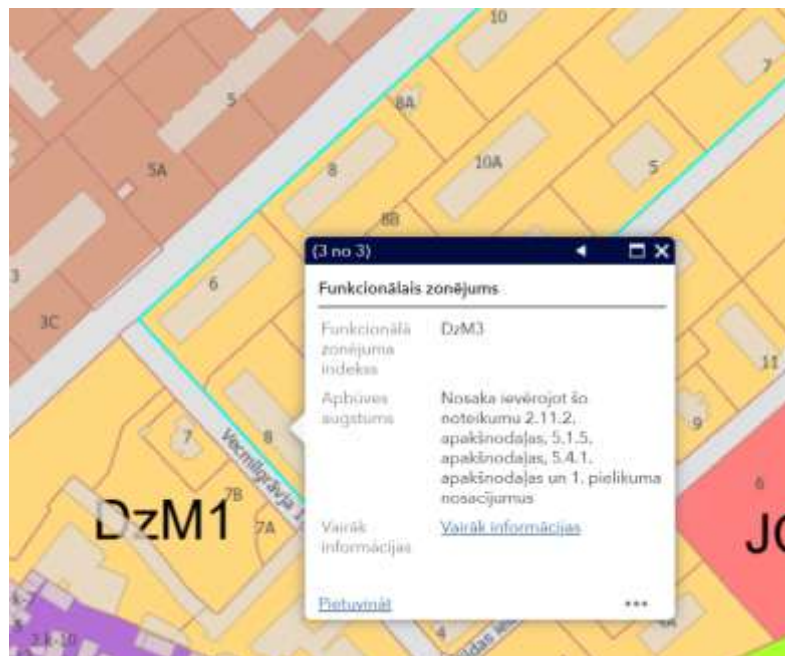 10
7
8A
5
5A
8
10A
5
8B
(3 no 3)
Funkcionālais zonējums
6
3
3C
Funkcionālā
zonējuma
indekss
DzM3
11
Apbūves
augstums
Nosaka ievērojot šo
noteikumu 2.11.2.
apakšnodaļas, 5.1.5.
apakšnodaļas, 5.4.1.
apakšnodaļas un 1. pielikuma
nosacījumus
9
7
8
Vecmīlgrāvja
6
7B
DzM1
7A
Vairāk
informācijas
Vairāk informācijas
Pietuvināt
4